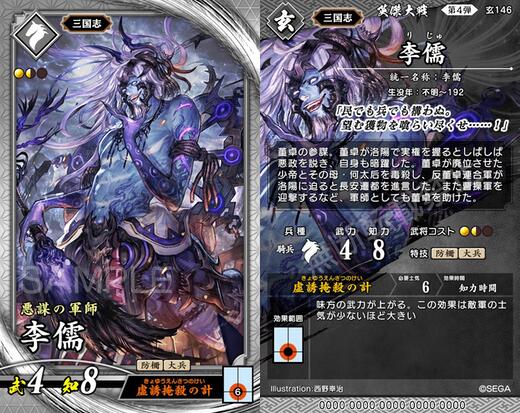 三国志
SAMPLE
悪謀の軍師
李儒
防柵 大兵
武4 知8
きょゆうえんさつのけい
虚誘掩殺の計
6
玄
三国志
英傑大戦
第4弾
玄146
りじゅ
李儒
統一名称：李儒
生没年：不明～192
「民でも兵でも構わぬ。
望む獲物を喰らい尽くせ……！」
董卓の参謀。董卓が洛陽で実権を握るとしばしば
悪政を説き、自身も暗躍した。董卓が廃位させた
少帝とその母・何太后を毒殺し、反董卓連合軍が
洛陽に迫ると長安遷都を進言した。また曹操軍を
迎撃するなど、軍師としても董卓を助けた。
兵種 武力 知力 武将コスト
騎兵 4 8 特技 防柵 大兵
きょゆうえんさつのけい 必要士気 効果時間
虚誘掩殺の計 6 知力時間
効果範囲
味方の武力が上がる。この効果は敵軍の士
気が少ないほど大きい
Illustration：西野幸治
©SEGA
0000 0000 0000 0000 0000